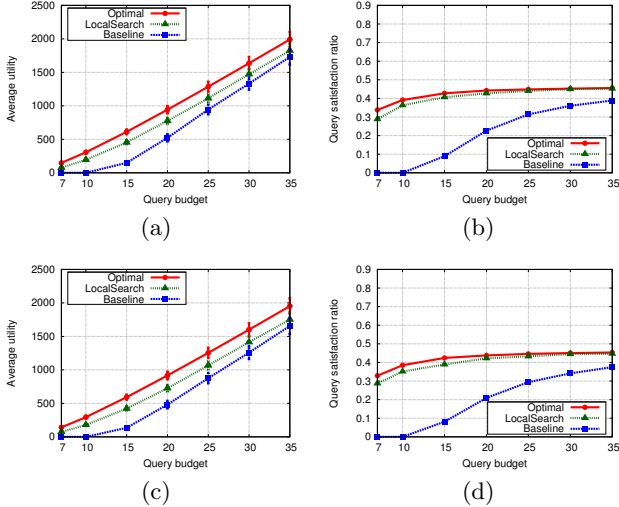 2500
2000
1500
1000
500
0
Average utility
Optimal
LocalSearch
Baseline
7 10 15 20 25 30 35
Query budget
(a)
0.9
0.8
0.7
0.6
0.5
0.4
0.3
0.2
0.1
0
Query satisfaction ratio
Optimal
LocalSearch
Baseline
7 10 15 20 25 30 35
Query budget
(b)
2500
2000
1500
1000
500
0
Average utility
Optimal
LocalSearch
Baseline
7 10 15 20 25 30 35
Query budget
(c)
0.9
0.8
0.7
0.6
0.5
0.4
0.3
0.2
0.1
0
Query satisfaction ratio
Optimal
LocalSearch
Baseline
7 10 15 20 25 30 35
Query budget
(d)